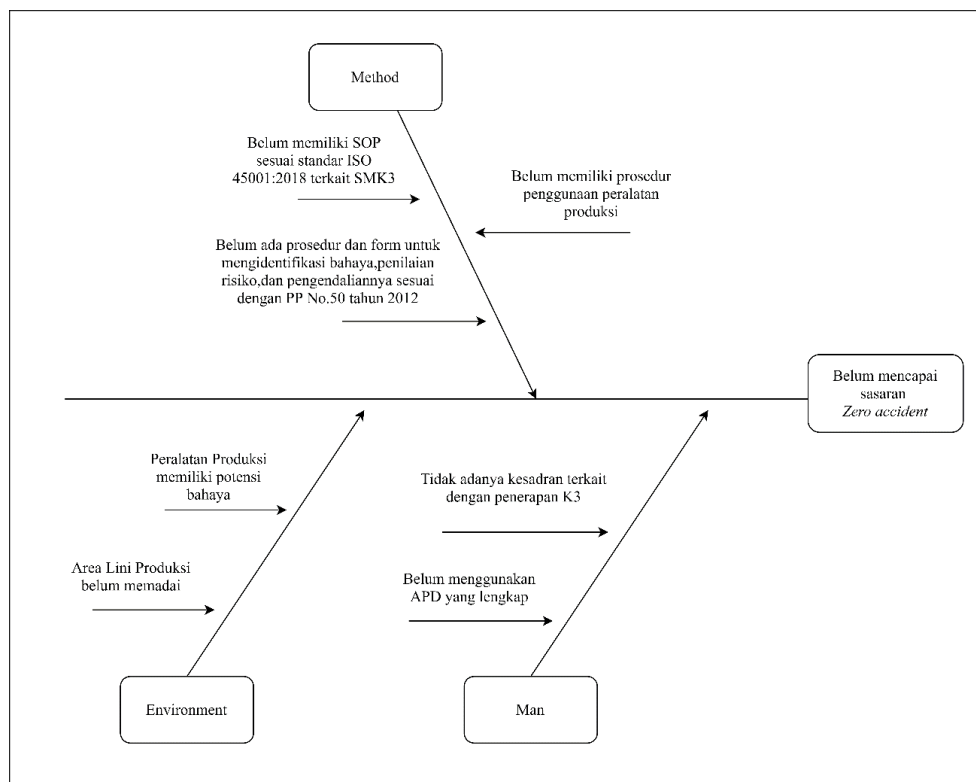 Method
Belum memiliki SOP
sesuai standar ISO
45001:2018 terkait SMK3
Belum memiliki prosedur
penggunaan peralatan
produksi
Belum ada prosedur dan form untuk
mengidentifikasi bahaya,penilaian
risiko,dan pengendaliannya sesuai
dengan PP No.50 tahun 2012
Belum mencapai
sasaran
Zero accident
Peralatan Produksi
memiliki potensi
bahaya
Tidak adanya kesadran terkait
dengan penerapan K3
Area Lini Produksi
belum memadai
Belum menggunakan
APD yang lengkap
Environment
Man